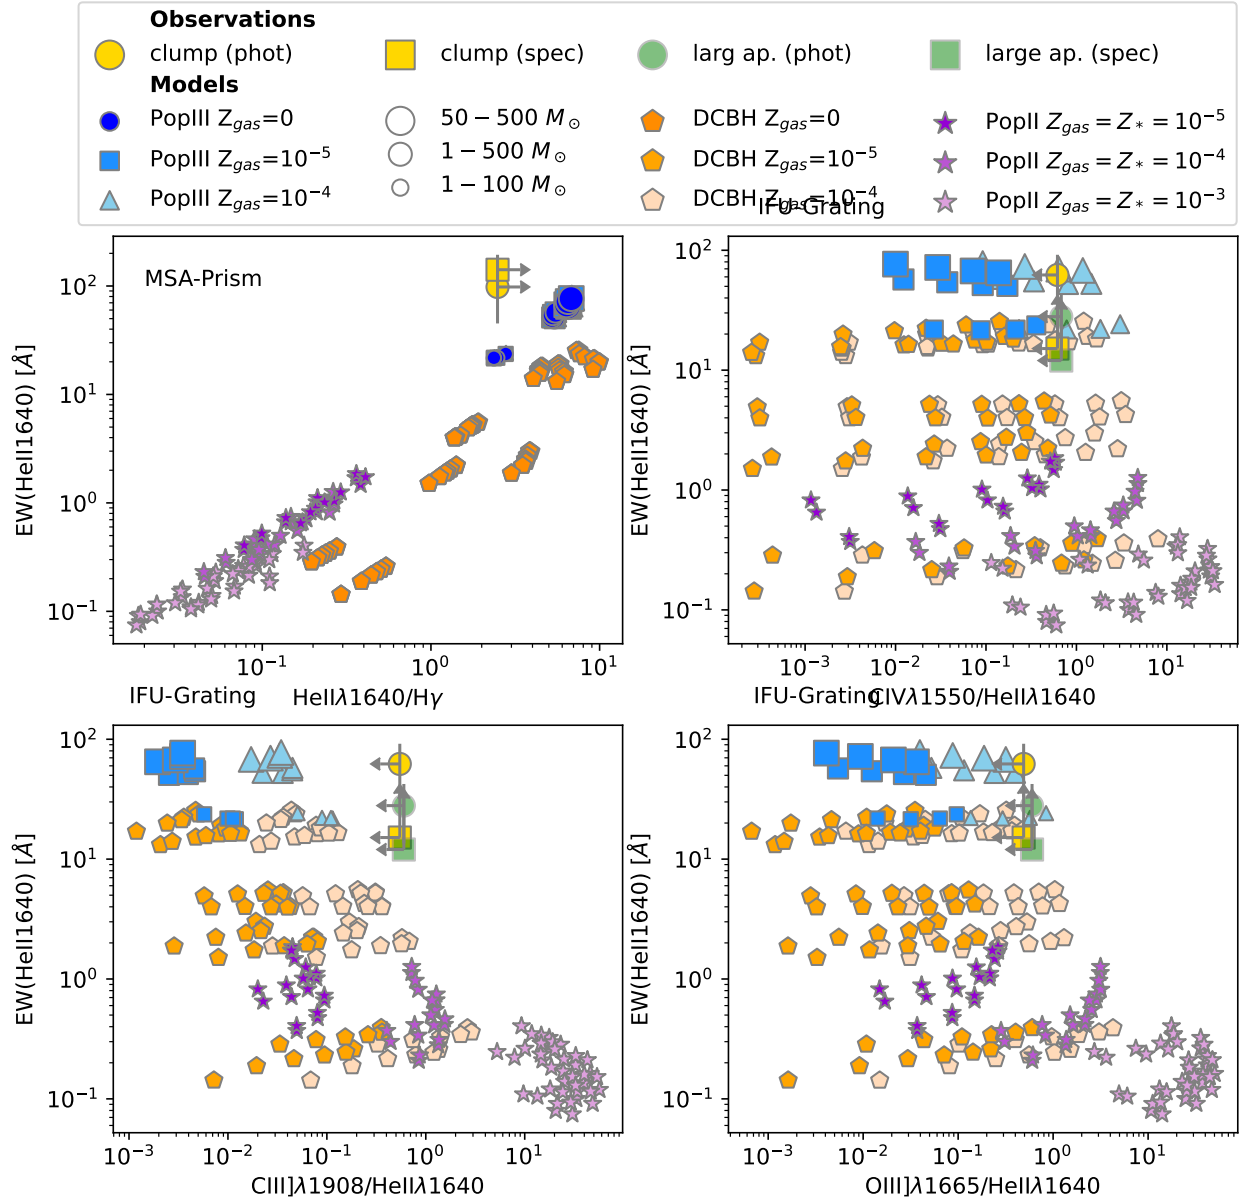 Observations
clump (phot) clump (spec) larg ap. (phot) large ap. (spec)
Models
PopIII Z_gas=0 50 − 500 M⊙ DCBH Z_gas=0 PopII Z_gas = Z_* = 10^−5
PopIII Z_gas=10^−5 1 − 500 M⊙ DCBH Z_gas=10^−5 PopII Z_gas = Z_* = 10^−4
PopIII Z_gas=10^−4 1 − 100 M⊙ DCBH Z_gas=10^−4 PopII Z_gas = Z_* = 10^−3
IFU-Grating
MSA-Prism
EW(HeII1640) [Å]
10^2
10^1
10^0
10^−1
10^−1 10^0 10^1
HeIIλ1640/Hγ
EW(HeII1640) [Å]
10^2
10^1
10^0
10^−1
10^−3 10^−2 10^−1 10^0 10^1
CIVλ1550/HeIIλ1640
IFU-Grating
EW(HeII1640) [Å]
10^2
10^1
10^0
10^−1
10^−3 10^−2 10^−1 10^0 10^1
CIII]λ1908/HeIIλ1640
IFU-Grating
EW(HeII1640) [Å]
10^2
10^1
10^0
10^−1
10^−3 10^−2 10^−1 10^0 10^1
OIII]λ1665/HeIIλ1640